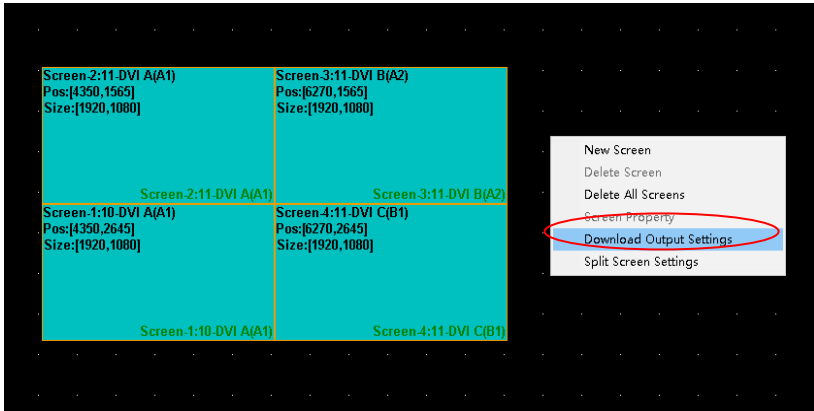 Screen-2:11-DVI A(A1)
Pos:[4350,1565]
Size:[1920,1080]
Screen-2:11-DVI A(A1)
Screen-3:11-DVI B(A2)
Pos:[6270,1565]
Size:[1920,1080]
Screen-3:11-DVI B(A2)
Screen-1:10-DVI A(A1)
Pos:[4350,2645]
Size:[1920,1080]
Screen-1:10-DVI A(A1)
Screen-4:11-DVI C(B1)
Pos:[6270,2645]
Size:[1920,1080]
Screen-4:11-DVI C(B1)
New Screen
Delete Screen
Delete All Screens
Screen Property
Download Output Settings
Split Screen Settings